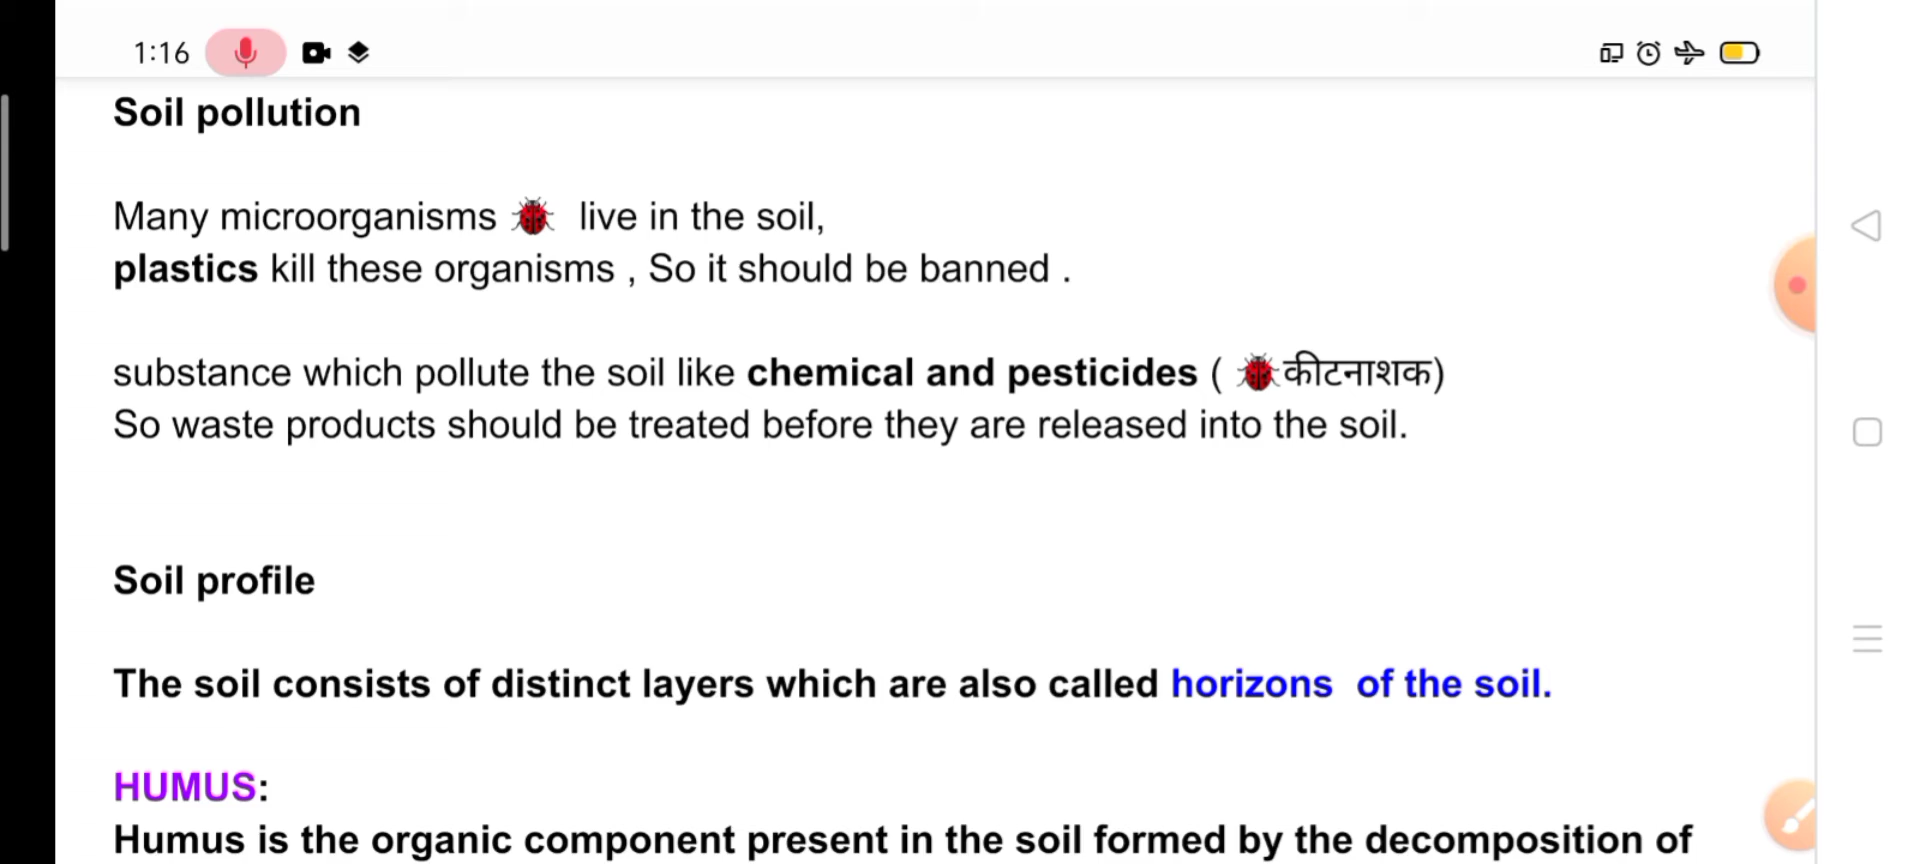 1:16
Soil pollution
Many microorganisms 🐞 live in the soil,
plastics kill these organisms , So it should be banned .
substance which pollute the soil like chemical and pesticides ( 🐞कीटनाशक)
So waste products should be treated before they are released into the soil.
Soil profile
The soil consists of distinct layers which are also called horizons  of the soil.
HUMUS:
Humus is the organic component present in the soil formed by the decomposition of